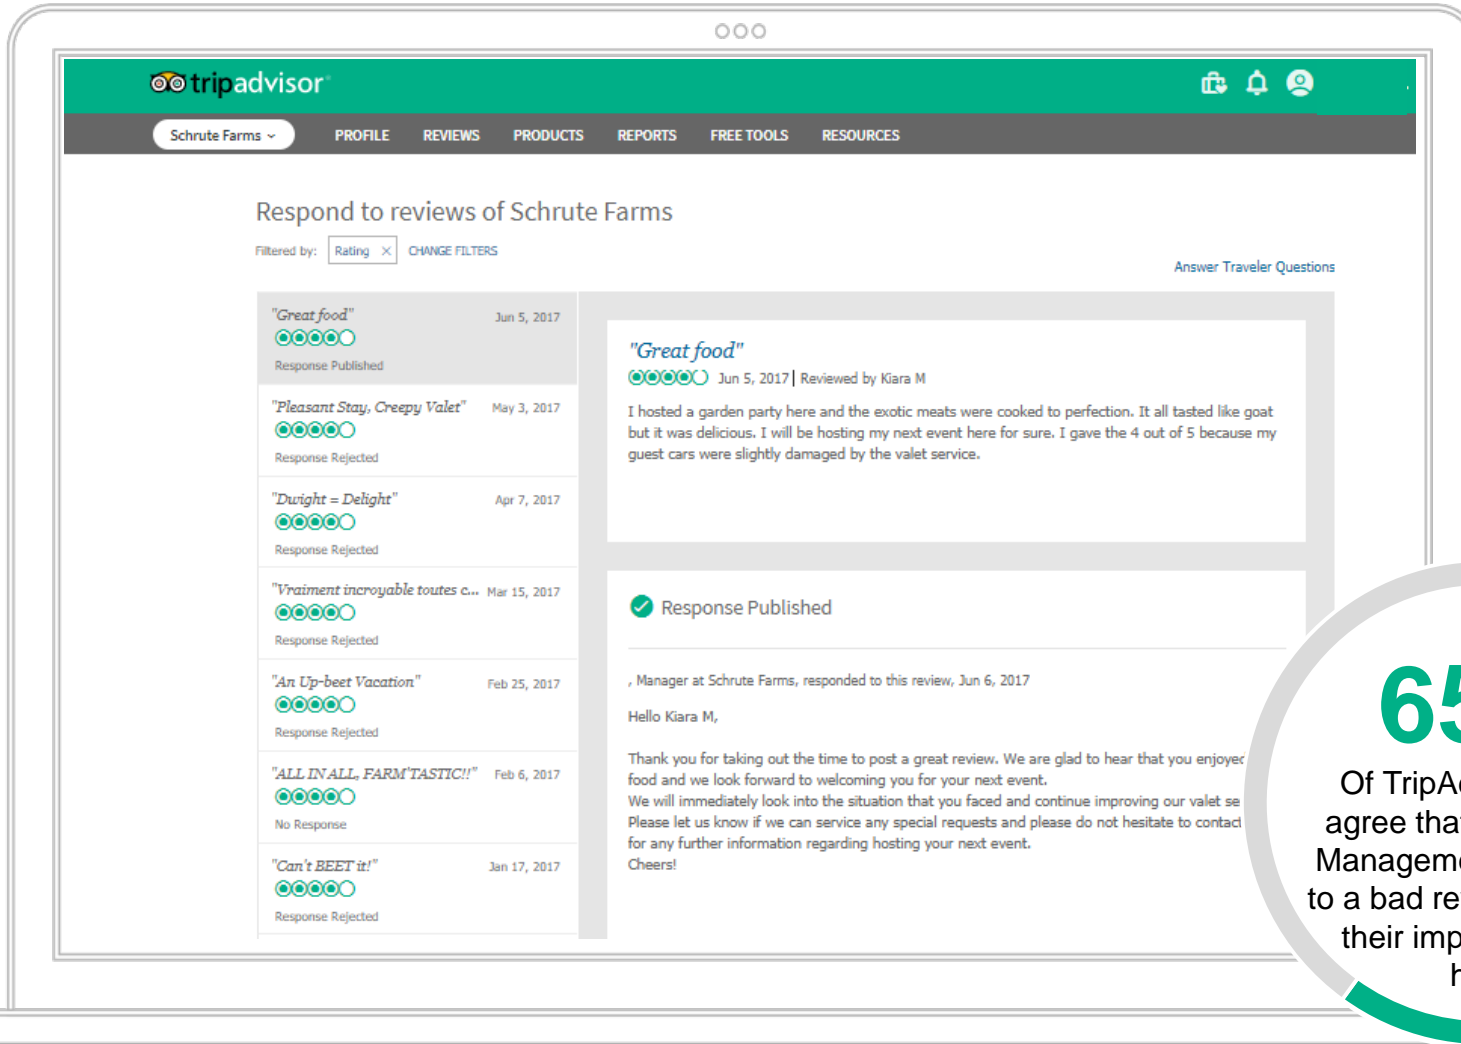 tripadvisor
Schrute Farms
PROFILE REVIEWS PRODUCTS REPORTS FREE TOOLS RESOURCES
Respond to reviews of Schrute Farms
Filtered by: Rating × CHANGE FILTERS
Answer Traveler Questions
"Great food" Jun 5, 2017
Response Published
"Pleasant Stay, Creepy Valet" May 3, 2017
Response Rejected
"Dwight = Delight" Apr 7, 2017
Response Rejected
"Vraiment incroyable toutes c... Mar 15, 2017
Response Rejected
"An Up-beet Vacation" Feb 25, 2017
Response Rejected
"ALL IN ALL, FARM'TASTIC!!" Feb 6, 2017
No Response
"Can't BEET it!" Jan 17, 2017
Response Rejected
"Great food"
Jun 5, 2017 | Reviewed by Kiara M
I hosted a garden party here and the exotic meats were cooked to perfection. It all tasted like goat
but it was delicious. I will be hosting my next event here for sure. I gave the 4 out of 5 because my
guest cars were slightly damaged by the valet service.
Response Published
, Manager at Schrute Farms, responded to this review, Jun 6, 2017
Hello Kiara M,
Thank you for taking out the time to post a great review. We are glad to hear that you enjoyed
food and we look forward to welcoming you for your next event.
We will immediately look into the situation that you faced and continue improving our valet se
Please let us know if we can service any special requests and please do not hesitate to contact
for any further information regarding hosting your next event.
Cheers!
65
Of TripAd
agree that
Manageme
to a bad re
their imp
h